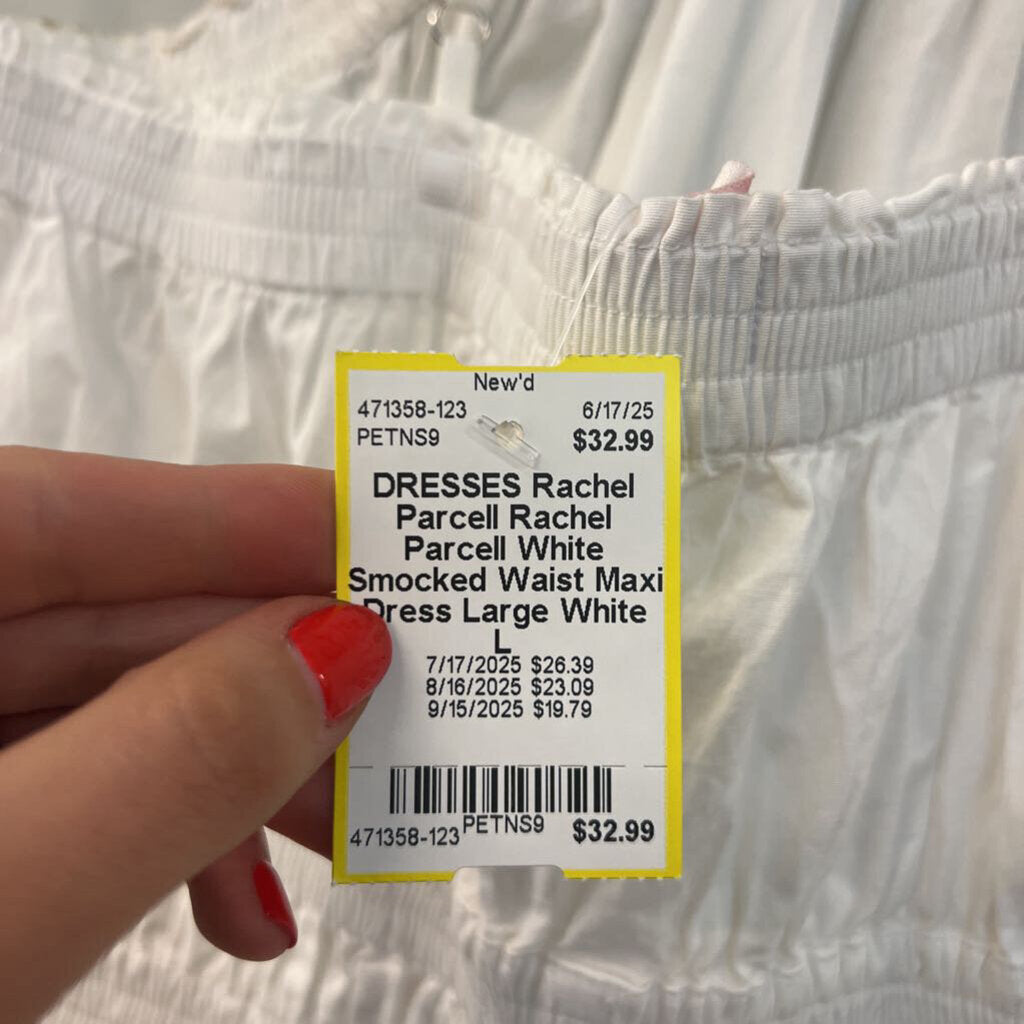 New'd
471358-123 6/17/25
PETNS9 $32.99
DRESSES Rachel
Parcell Rachel
Parcell White
Smocked Waist Maxi
Dress Large White
L
7/17/2025 $26.39
8/16/2025 $23.09
9/15/2025 $19.79
471358-123 PETNS9 $32.99